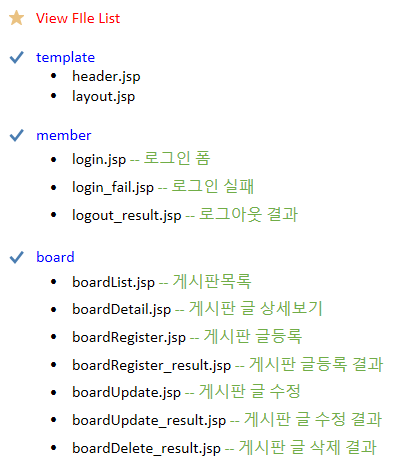 View FIle List
template
header.jsp
layout.jsp
member
login.jsp -- 로그인 폼
login_fail.jsp -- 로그인 실패
logout_result.jsp -- 로그아웃 결과
board
boardList.jsp -- 게시판목록
boardDetail.jsp -- 게시판 글 상세보기
boardRegister.jsp -- 게시판 글등록
boardRegister_result.jsp -- 게시판 글등록 결과
boardUpdate.jsp -- 게시판 글 수정
boardUpdate_result.jsp -- 게시판 글 수정 결과
boardDelete_result.jsp -- 게시판 글 삭제 결과